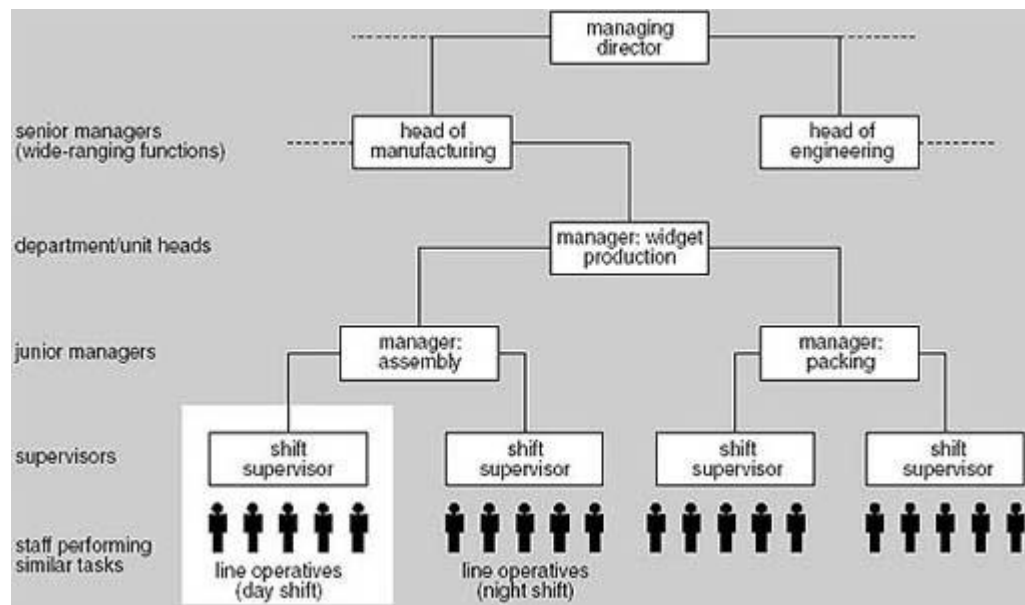 managing
director
senior managers
(wide-ranging functions)
head of
manufacturing
head of
engineering
department/unit heads
manager: widget
production
junior managers
manager:
assembly
manager:
packing
supervisors
shift
supervisor
shift
supervisor
shift
supervisor
shift
supervisor
staff performing
similar tasks
line operatives
(day shift)
line operatives
(night shift)